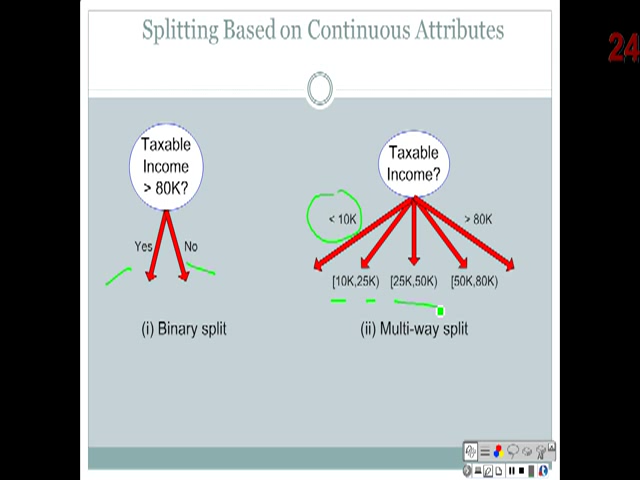 Splitting Based on Continuous Attributes
24
Taxable
Income
> 80K?
Yes
No
(i) Binary split
Taxable
Income?
< 10K
> 80K
[10K,25K)
[25K,50K)
[50K,80K)
(ii) Multi-way split